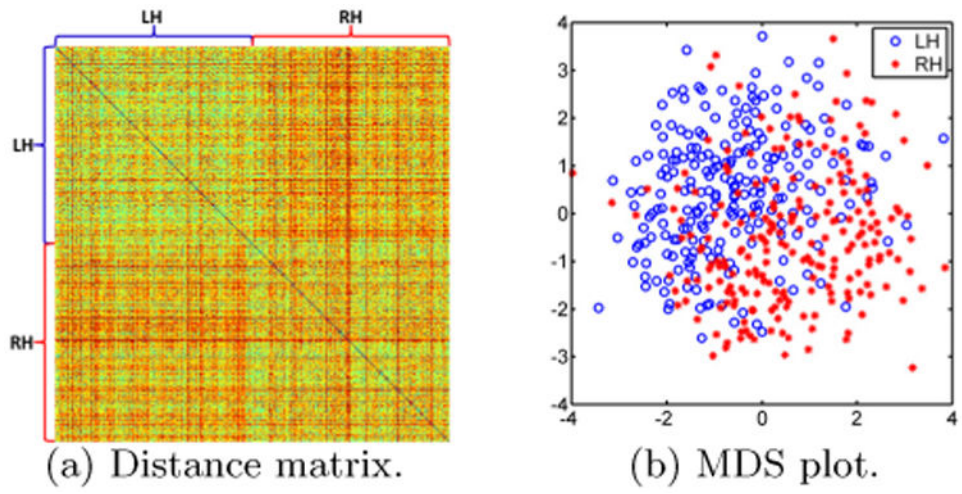 LH RH
LH
RH
(a) Distance matrix.
4
3
2
1
0
-1
-2
-3
-4
-4 -2 0 2 4
LH
RH
(b) MDS plot.